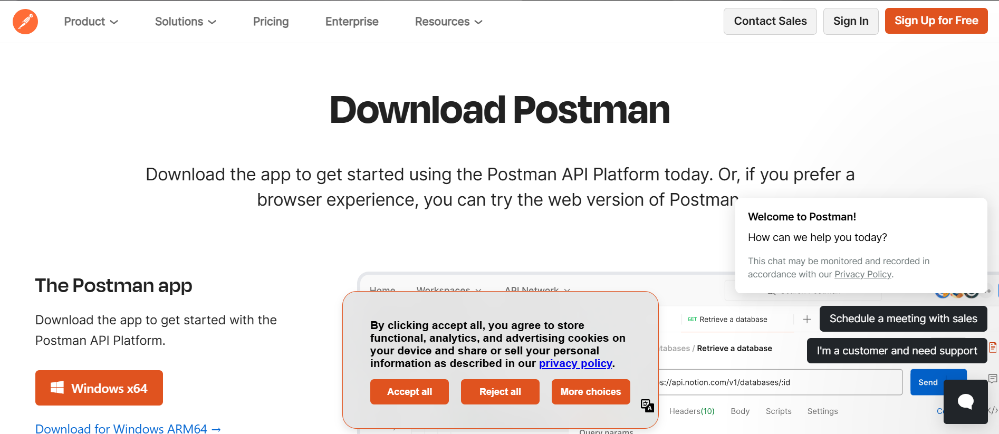 Product
Solutions
Pricing
Enterprise
Resources
Contact Sales
Sign In
Sign Up for Free
Download Postman
Download the app to get started using the Postman API Platform today. Or, if you prefer a
browser experience, you can try the web version of Postman
Welcome to Postman!
How can we help you today?
This chat may be monitored and recorded in
accordance with our Privacy Policy.
The Postman app
Download the app to get started with the
Postman API Platform.
Windows x64
Download for Windows ARM64 →
Home
Workspaces
API Network
By clicking accept all, you agree to store
functional, analytics, and advertising cookies on
your device and share or sell your personal
information as described in our privacy policy.
Accept all
Reject all
More choices
GET Retrieve a database
Schedule a meeting with sales
/ Retrieve a database
I'm a customer and need support
s://api.notion.com/v1/databases/:id
Send
Headers(10)
Body
Scripts
Settings
Query params